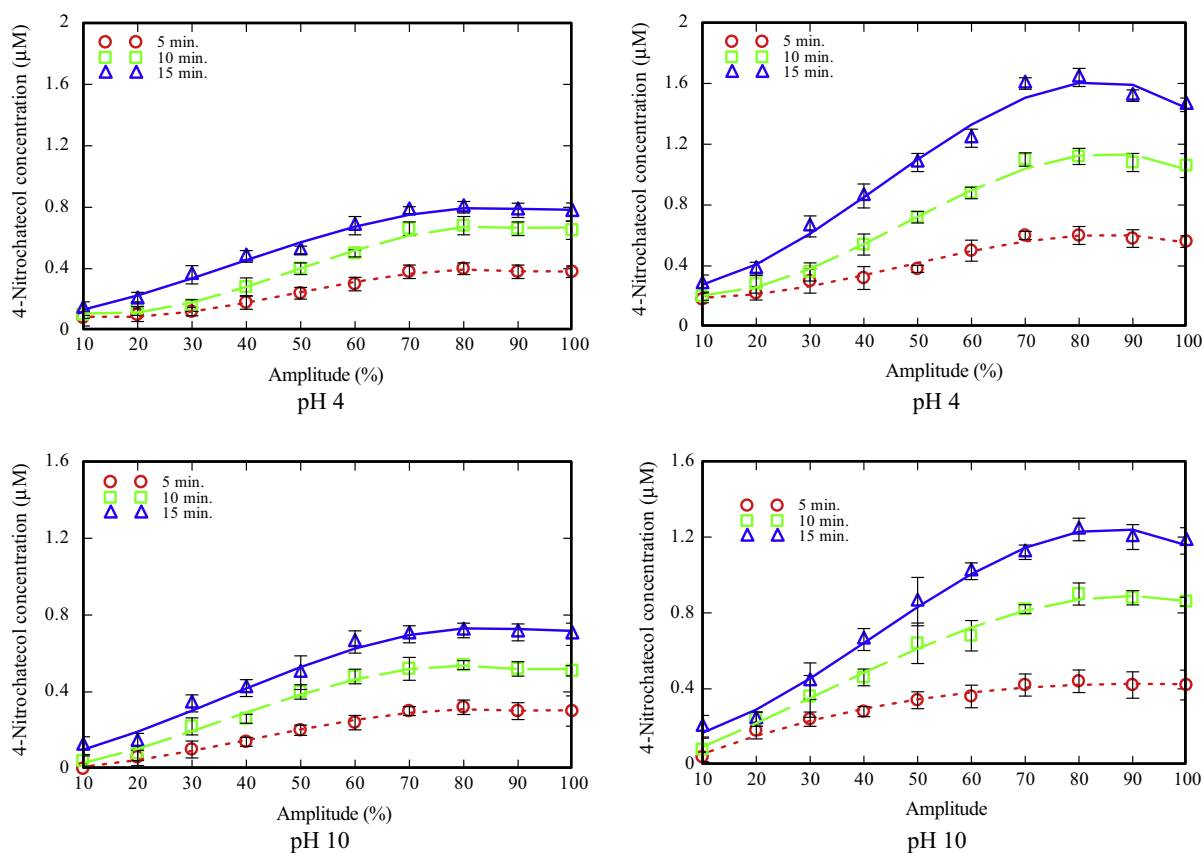 4-Nitrochatecol concentration (µM)
2
1.6
1.2
0.8
0.4
0
5 min.
10 min.
15 min.
10 20 30 40 50 60 70 80 90 100
Amplitude (%)
pH 4
4-Nitrochatecol concentration (µM)
2
1.6
1.2
0.8
0.4
0
5 min.
10 min.
15 min.
10 20 30 40 50 60 70 80 90 100
Amplitude (%)
pH 4
4-Nitrochatecol concentration (µM)
1.6
1.2
0.8
0.4
0
5 min.
10 min.
15 min.
10 20 30 40 50 60 70 80 90 100
Amplitude (%)
pH 10
4-Nitrochatecol concentration (µM)
1.6
1.2
0.8
0.4
0
5 min.
10 min.
15 min.
10 20 30 40 50 60 70 80 90 100
Amplitude
pH 10